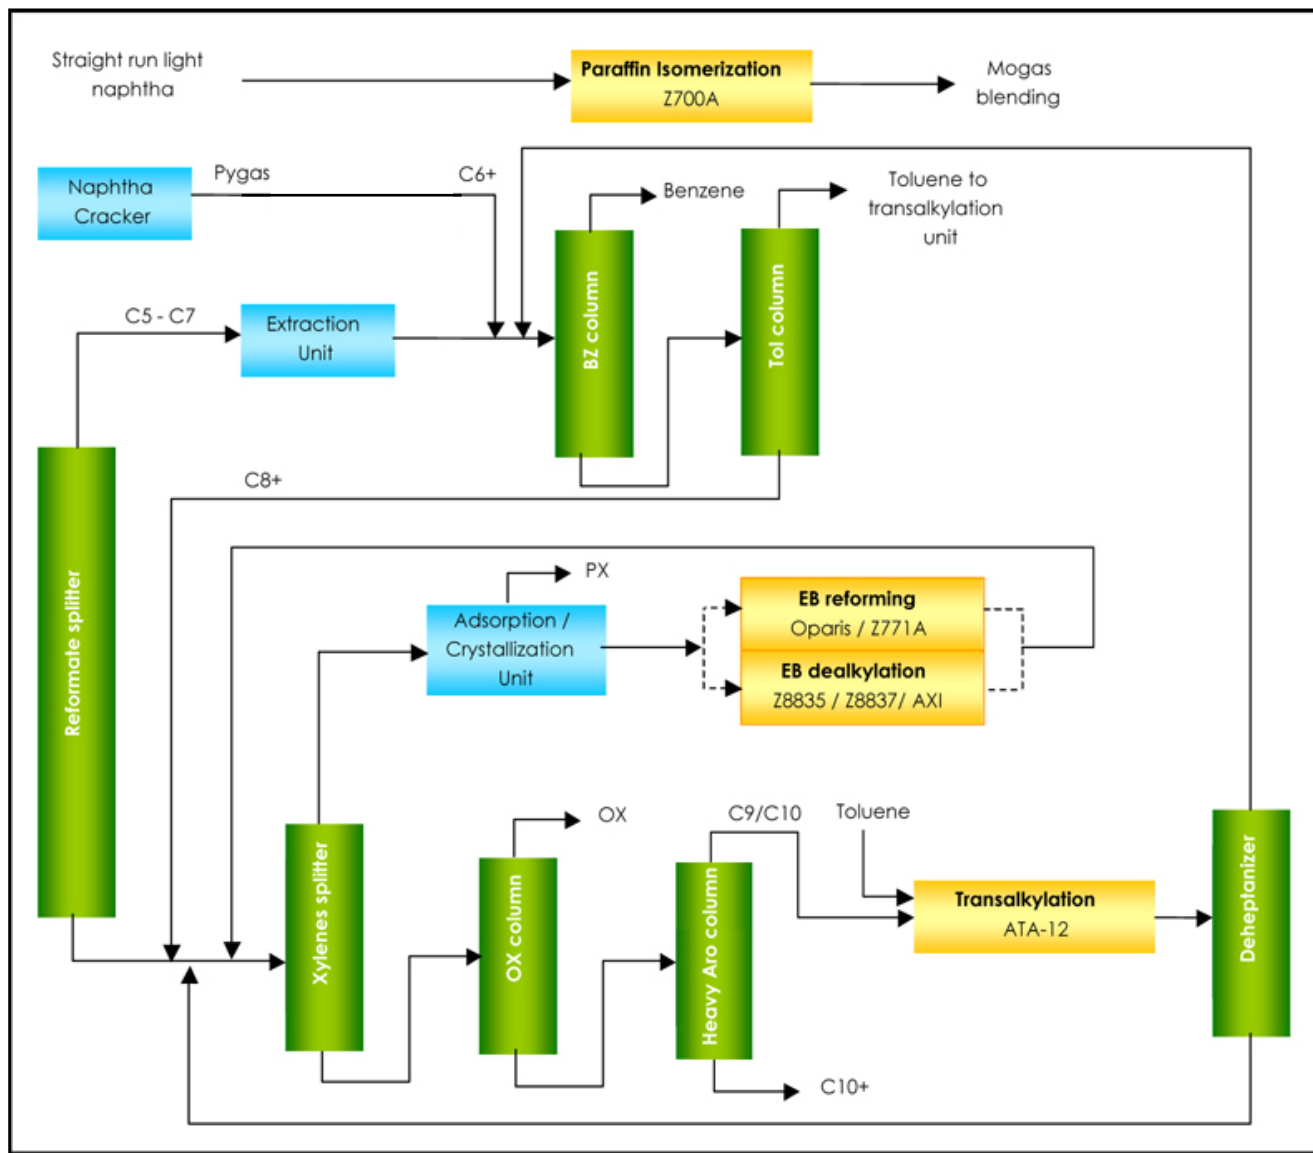 Straight run light
naphtha
Paraffin Isomerization
Z700A
Mogas
blending
Naphtha
Cracker
Pygas
C6+
Benzene
Toluene to
transalkylation
unit
C5 - C7
Extraction
Unit
BZ column
Tol column
C8+
Reformate splitter
PX
Adsorption /
Crystallization
Unit
EB reforming
Oparis / Z771A
EB dealkylation
Z8835 / Z8837/ AXI
Xylenes splitter
OX
OX column
C9/C10
Heavy Aro column
Toluene
Transalkylation
ATA-12
Deheptanizer
C10+